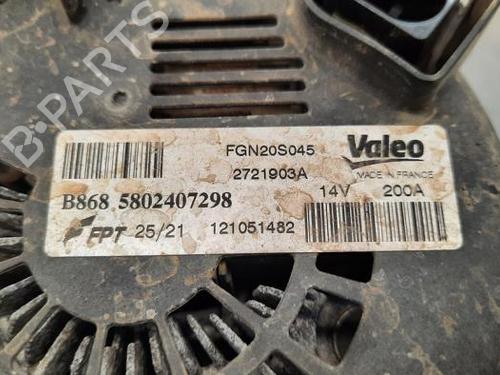 FGN20S045
Valeo
2721903A
MADE IN FRANCE
14V 200A
B868 5802407298
FPT 25/21 121051482
B-PARTS